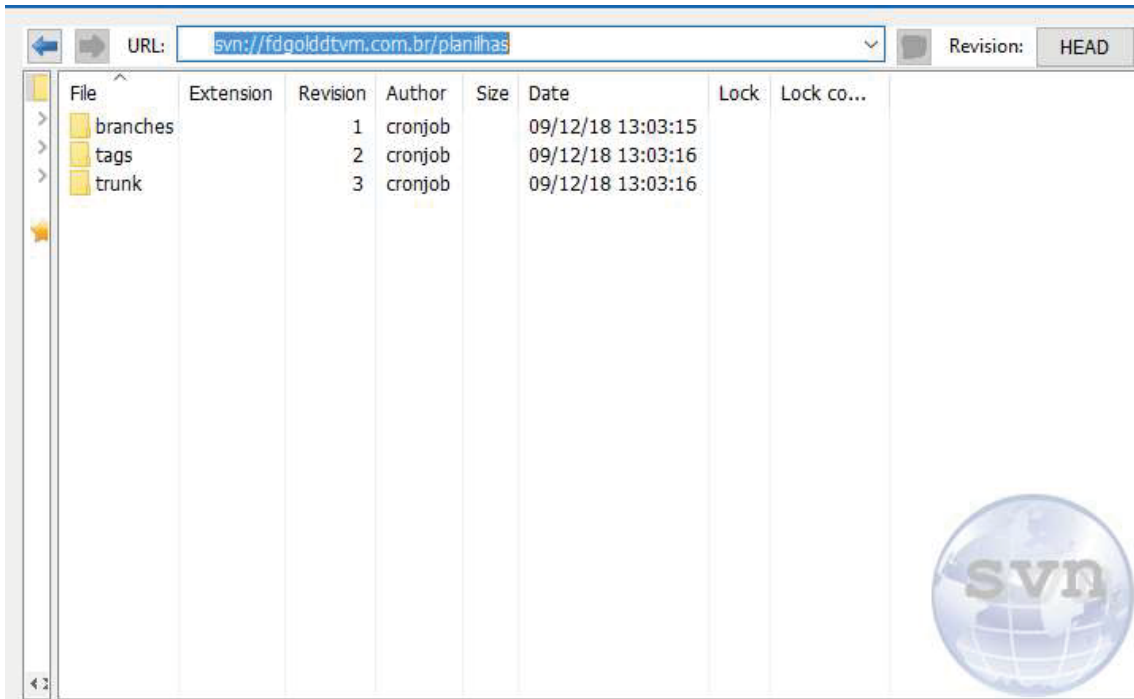 URL: svn://fdgolddtvm.com.br/planilhas Revision: HEAD
File Extension Revision Author Size Date Lock Lock co...
branches 1 cronjob 09/12/18 13:03:15
tags 2 cronjob 09/12/18 13:03:16
trunk 3 cronjob 09/12/18 13:03:16
svn